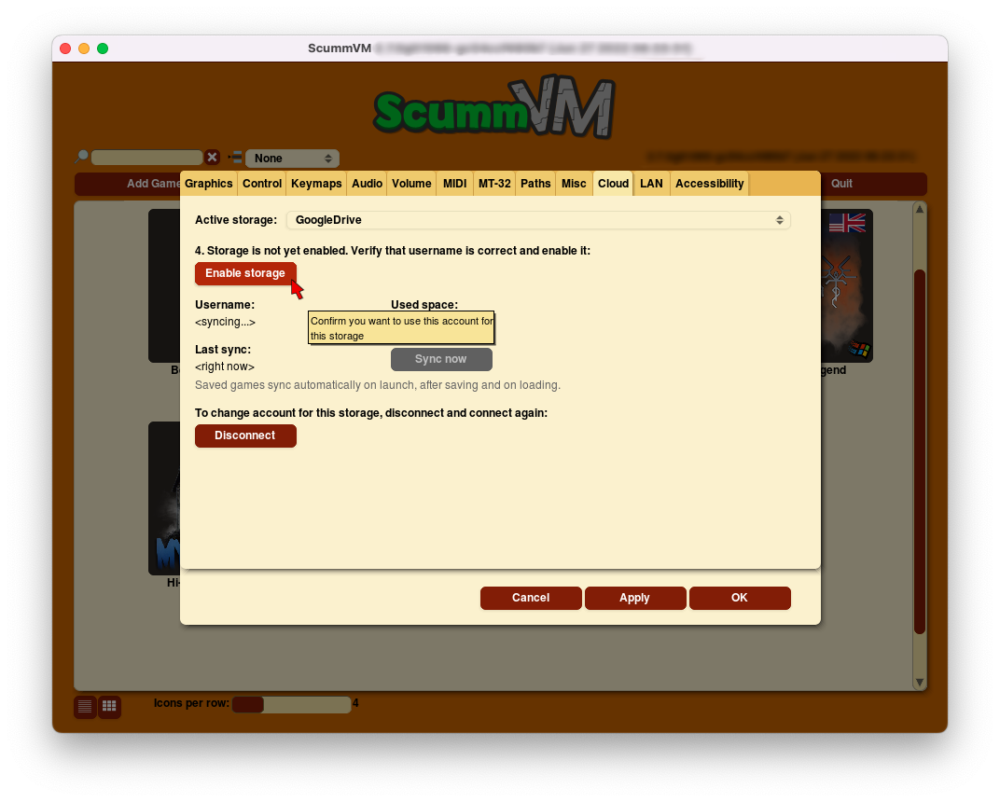 ScummVM
ScummVM
None
Add Game
Quit
Graphics Control Keymaps Audio Volume MIDI MT-32 Paths Misc Cloud LAN Accessibility
Active storage: GoogleDrive
4. Storage is not yet enabled. Verify that username is correct and enable it:
Enable storage
Username: Used space:
<syncing...>
Confirm you want to use this account for
this storage
Last sync:
<right now>
Sync now
Saved games sync automatically on launch, after saving and on loading.
To change account for this storage, disconnect and connect again:
Disconnect
Cancel Apply OK
gend
Hi-
Icons per row: 4